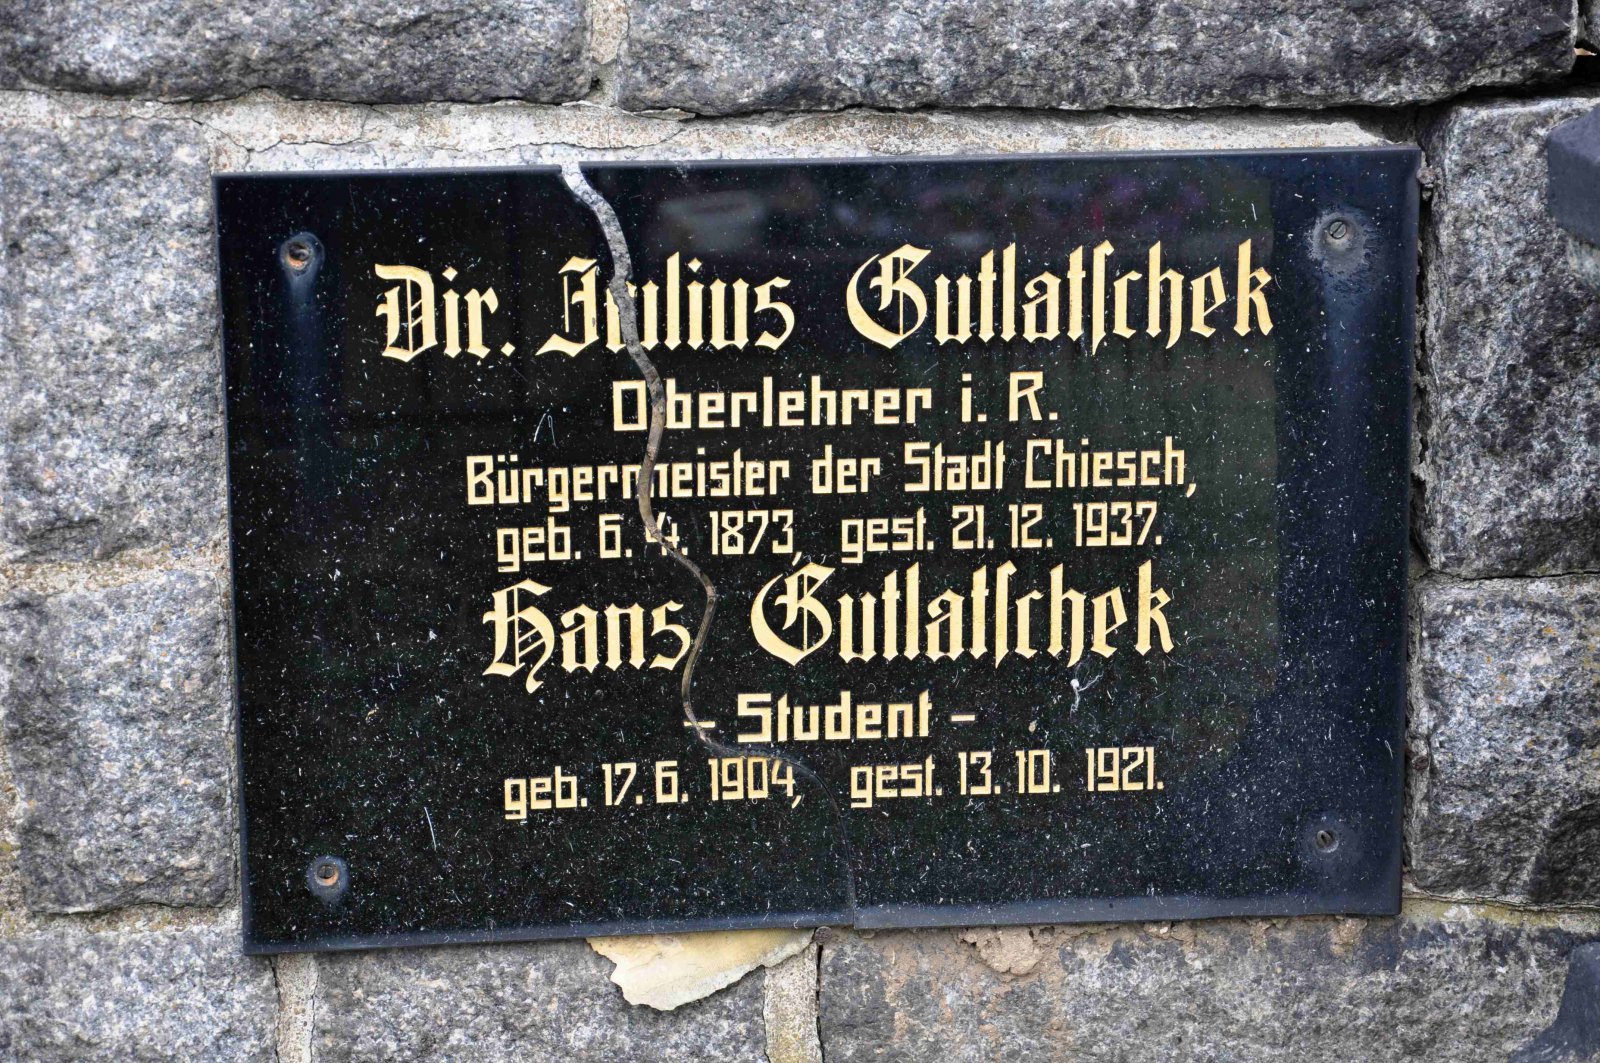 Dir. Julius Gutlatschek
Oberlehrer i. R.
Bürgermeister der Stadt Chiesch,
geb. 6. 4. 1873, gest. 21. 12. 1937.
Hans Gutlatschek
– Student –
geb. 17. 6. 1904, gest. 13. 10. 1921.